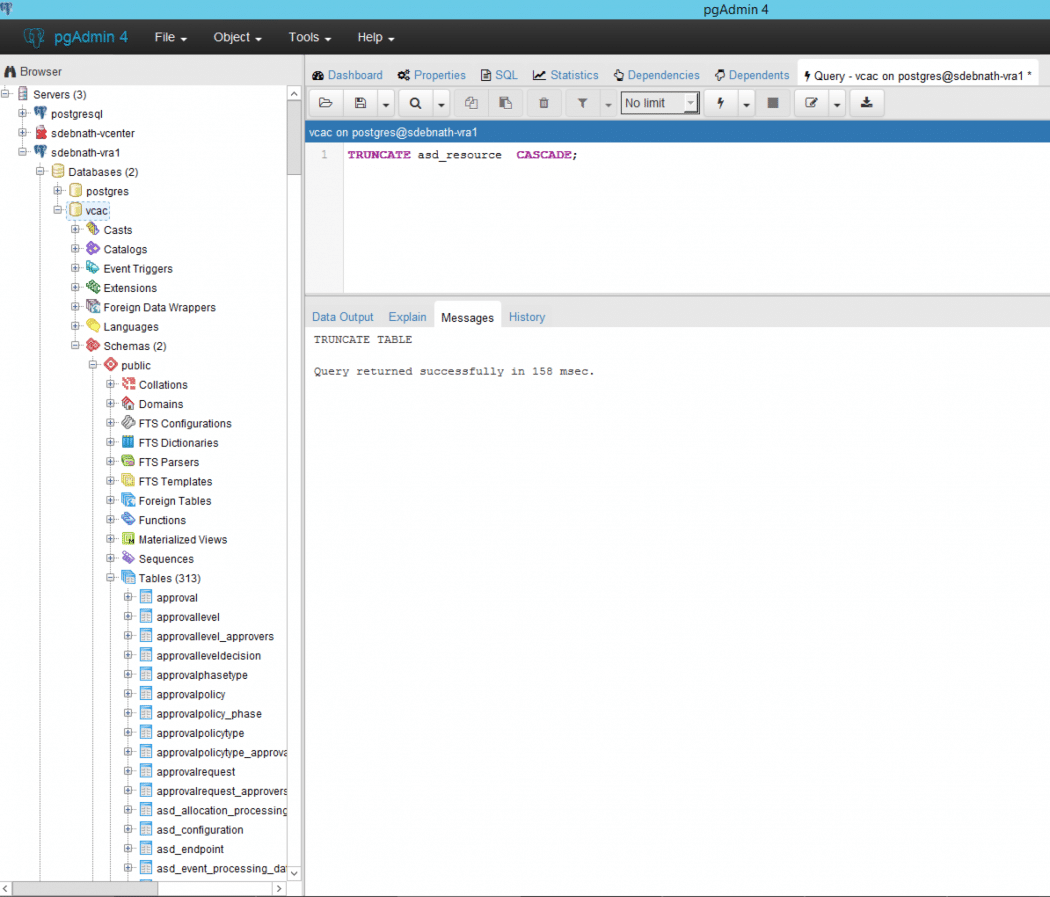 pgAdmin 4
pgAdmin 4 File Object Tools Help
Browser
Servers (3)
postgresql
sdebnath-vcenter
sdebnath-vra1
Databases (2)
postgres
vcac
Casts
Catalogs
Event Triggers
Extensions
Foreign Data Wrappers
Languages
Schemas (2)
public
Collations
Domains
FTS Configurations
FTS Dictionaries
FTS Parsers
FTS Templates
Foreign Tables
Functions
Materialized Views
Sequences
Tables (313)
approval
approvallevel
approvallevel_approvers
approvalleveldecision
approvalphasetype
approvalpolicy
approvalpolicy_phase
approvalpolicytype
approvalpolicytype_approva
approvalrequest
approvalrequest_approvers
asd_allocation_processing
asd_configuration
asd_endpoint
asd_event_processing_da
Dashboard Properties SQL Statistics Dependencies Dependents Query - vcac on postgres@sdebnath-vra1 *
No limit
vcac on postgres@sdebnath-vra1
1 TRUNCATE asd_resource CASCADE;
Data Output Explain Messages History
TRUNCATE TABLE
Query returned successfully in 158 msec.